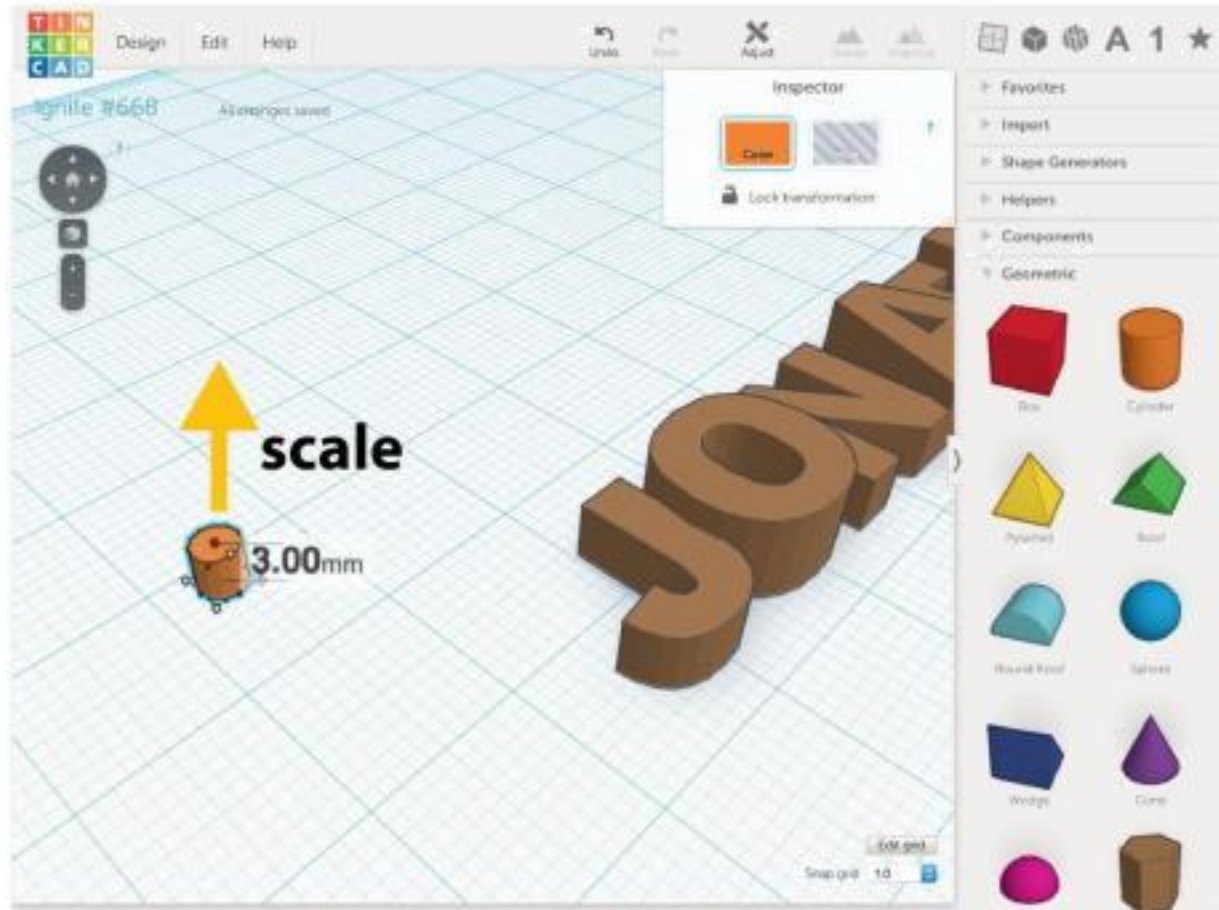 TIN
KER
CAD
Design
Edit
Help
Undo
Adjust
A
1
Ignite #668
All changes saved
Inspector
Color
Lock transformation
Favorites
Import
Shape Generators
Helpers
Components
Geometric
Box
Cylinder
Pyramid
Roof
Round Roof
Sphere
Wedge
Cone
scale
3.00mm
JONA
Edit grid
Snap grid 1.0